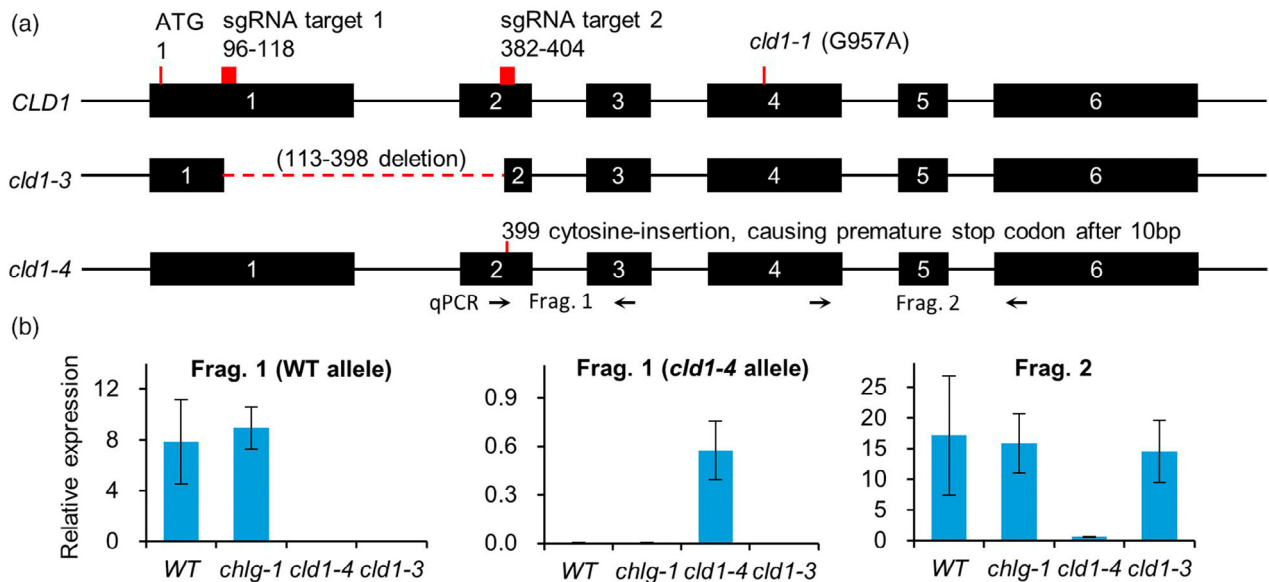 (a)
ATG
1
sgRNA target 1
96-118
sgRNA target 2
382-404
cld1-1 (G957A)
CLD1 1 2 3 4 5 6
cld1-3 1 (113-398 deletion) 2 3 4 5 6
399 cytosine-insertion, causing premature stop codon after 10bp
cld1-4 1 2 3 4 5 6
qPCR Frag. 1 Frag. 2
(b)
Relative expression
Frag. 1 (WT allele)
12
8
4
0
WT chlg-1 cld1-4 cld1-3
Frag. 1 (cld1-4 allele)
0.9
0.6
0.3
0.0
WT chlg-1 cld1-4 cld1-3
Frag. 2
25
20
15
10
5
0
WT chlg-1 cld1-4 cld1-3